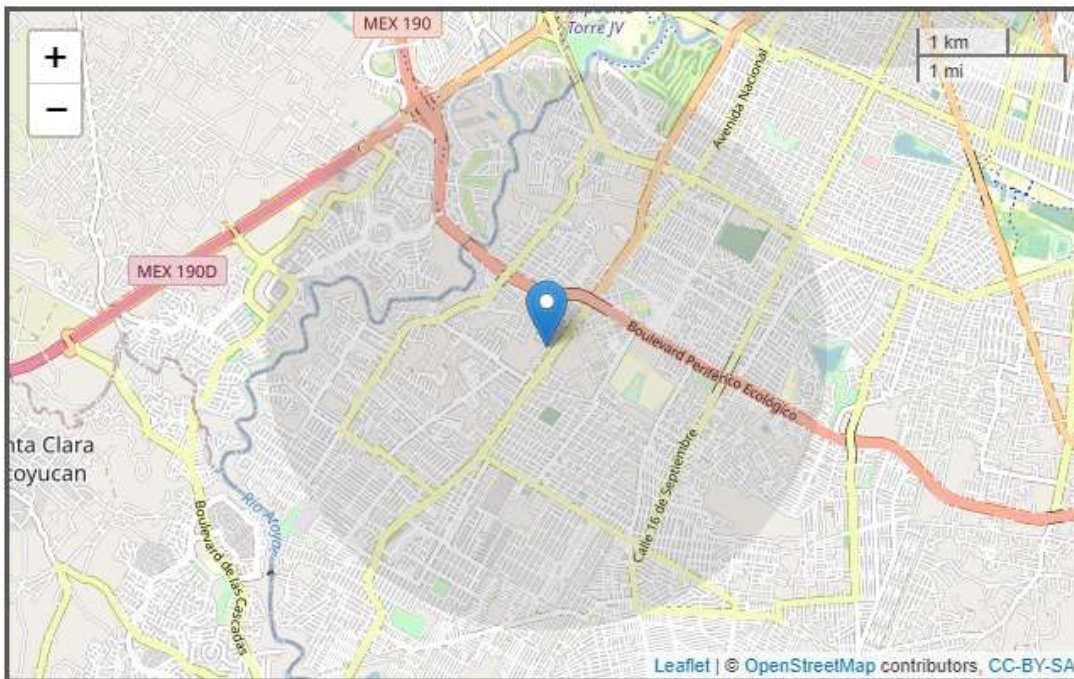 Torre JV
MEX 190
+
−
1 km
1 mi
Avenida Nacional
MEX 190D
Boulevard Periférico Ecológico
nta Clara
coyucan
Río Atoyac
Boulevard de las Cascadas
Calle 16 de Septiembre
Leaflet | © OpenStreetMap contributors, CC-BY-SA